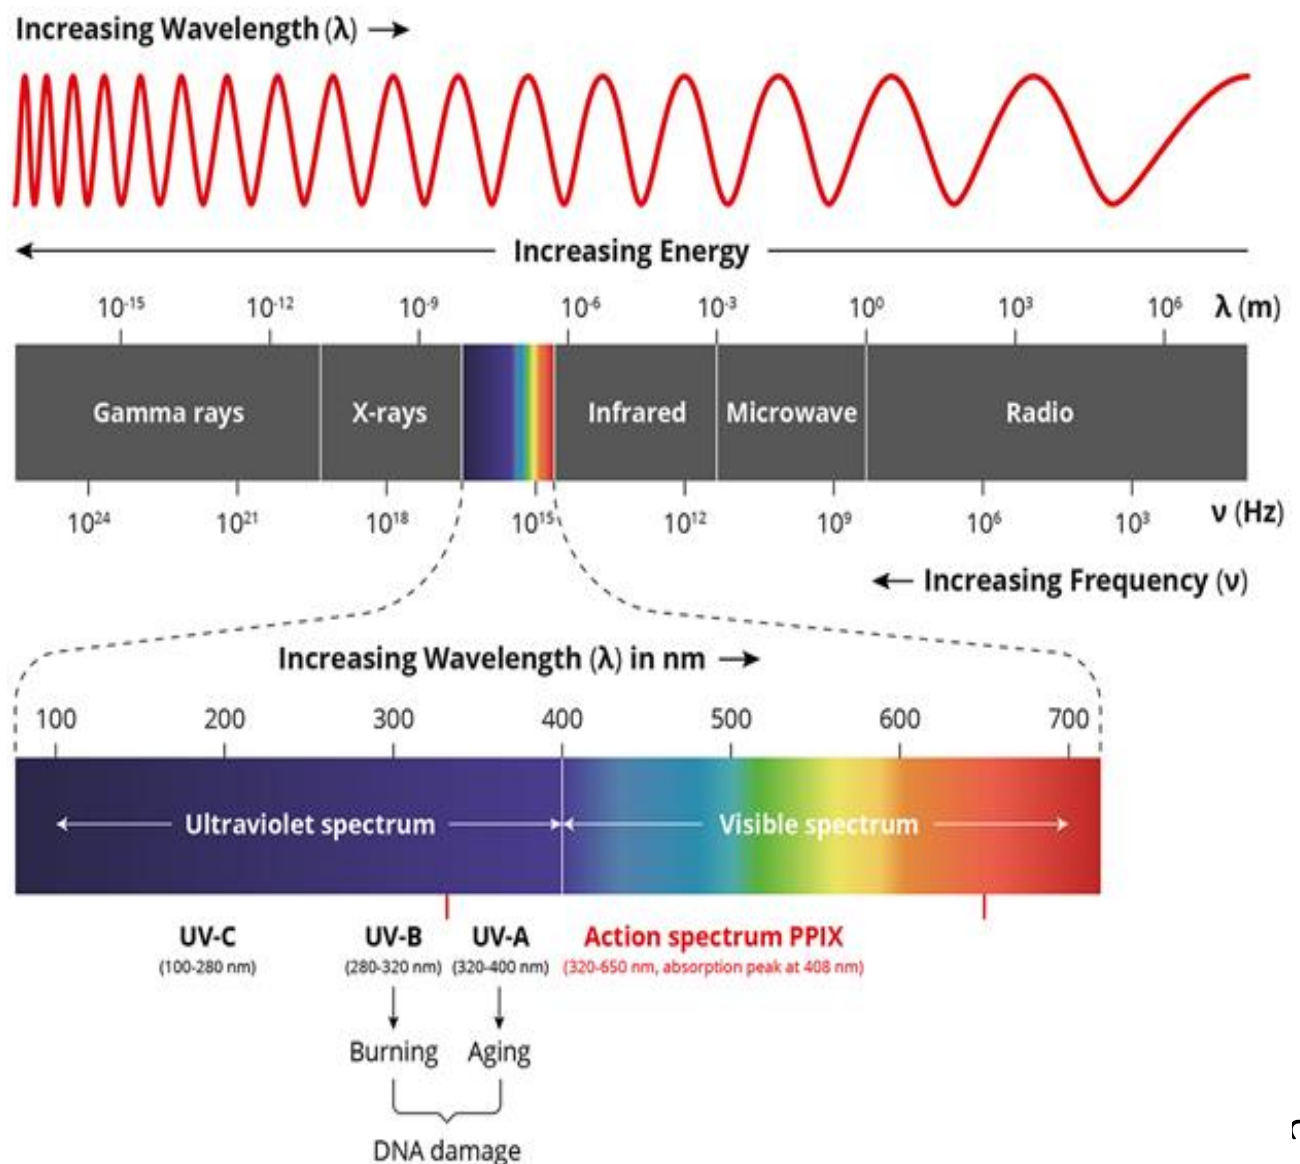 Increasing Wavelength (λ) →
← Increasing Energy
10⁻¹⁵ 10⁻¹² 10⁻⁹ 10⁻⁶ 10⁻³ 10⁰ 10³ 10⁶ λ (m)
Gamma rays X-rays Infrared Microwave Radio
10²⁴ 10²¹ 10¹⁸ 10¹⁵ 10¹² 10⁹ 10⁶ 10³ ν (Hz)
← Increasing Frequency (ν)
Increasing Wavelength (λ) in nm →
100 200 300 400 500 600 700
Ultraviolet spectrum Visible spectrum
UV-C UV-B UV-A Action spectrum PPIX
(100-280 nm) (280-320 nm) (320-400 nm) (320-650 nm, absorption peak at 408 nm)
Burning Aging
DNA damage